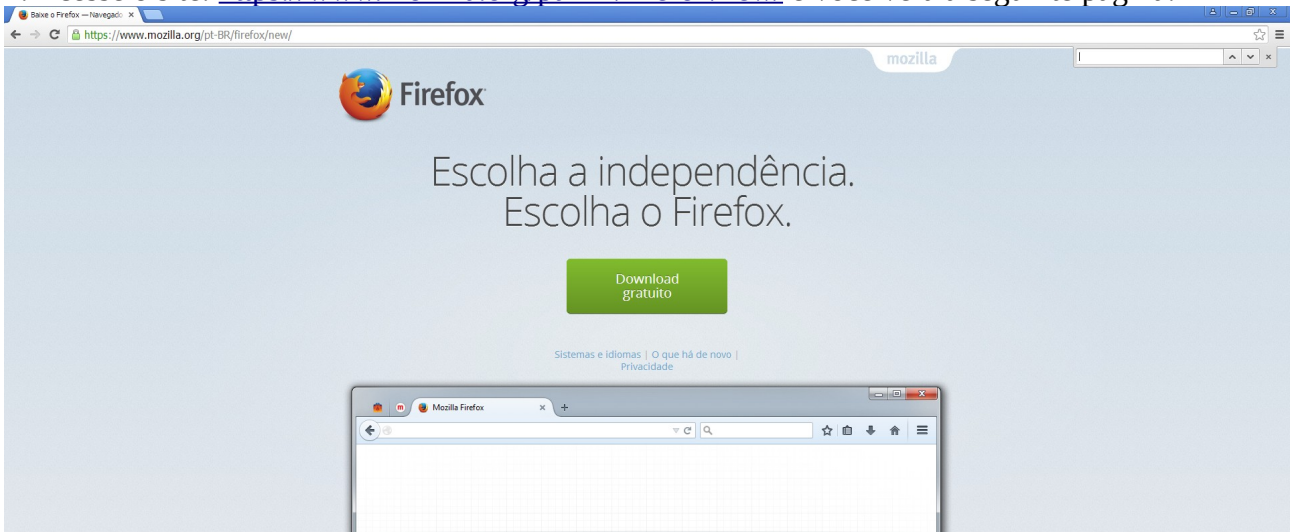 Baixe o Firefox — Navegado
https://www.mozilla.org/pt-BR/firefox/new/
mozilla
Firefox
Escolha a independência.
Escolha o Firefox.
Download
gratuito
Sistemas e idiomas | O que há de novo |
Privacidade
Mozilla Firefox